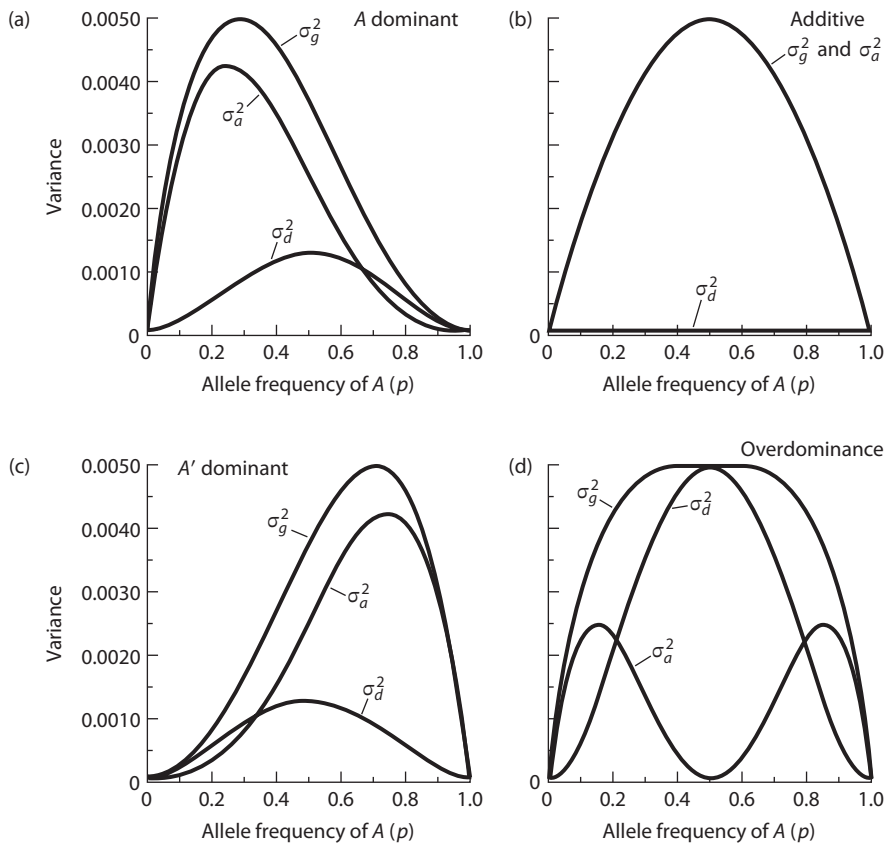 (a)
A dominant
0.0050
0.0040
0.0030
0.0020
0.0010
0
Variance
σ²g
σ²a
σ²d
0 0.2 0.4 0.6 0.8 1.0
Allele frequency of A (p)
(b)
Additive
σ²g and σ²a
σ²d
0
0 0.2 0.4 0.6 0.8 1.0
Allele frequency of A (p)
(c)
A′ dominant
0.0050
0.0040
0.0030
0.0020
0.0010
0
Variance
σ²g
σ²a
σ²d
0 0.2 0.4 0.6 0.8 1.0
Allele frequency of A (p)
(d)
Overdominance
σ²g
σ²d
σ²a
0
0 0.2 0.4 0.6 0.8 1.0
Allele frequency of A (p)